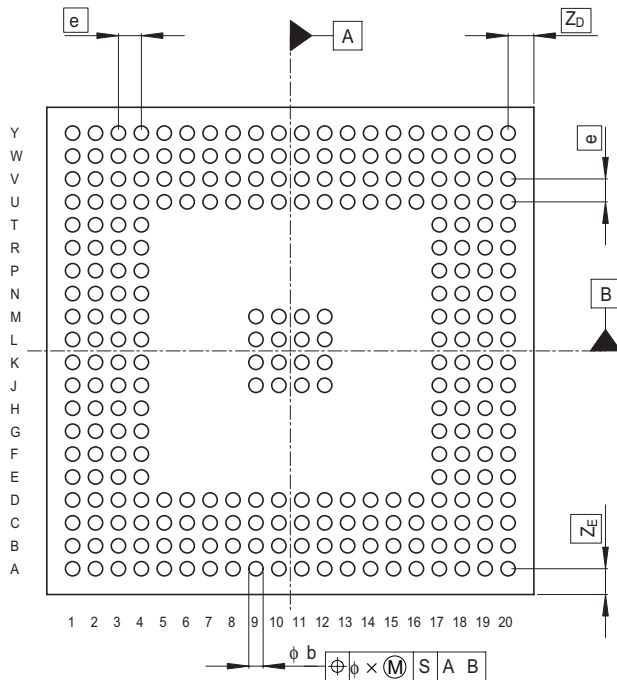 e
A
ZD
Y
e
W
V
U
T
R
P
N
B
M
L
K
J
H
G
F
E
D
C
ZE
B
A
1 2 3 4 5 6 7 8 9 10 11 12 13 14 15 16 17 18 19 20
ϕ b
⌖ ϕ × Ⓜ S A B